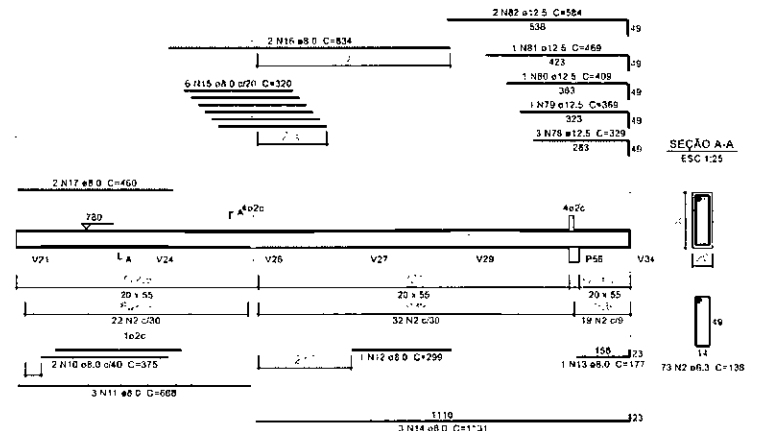 2 N82 ø12.5 C=584
538
49
2 N16 ø8.0 C=834
1 N81 ø12.5 C=469
423
49
6 N15 ø8.0 c/20 C=320
1 N80 ø12.5 C=409
363
49
1 N79 ø12.5 C=369
323
49
3 N78 ø12.5 C=329
283
49
SEÇÃO A-A
ESC 1:25
2 N17 ø8.0 C=460
780
A
4ø2c
4ø2c
V21
A
V24
V26
V27
V29
P56
V34
20 x 55
20 x 55
20 x 55
22 N2 c/30
32 N2 c/30
19 N2 c/9
49
14
73 N2 ø6.3 C=138
1ø2c
2 N10 ø8.0 c/40 C=375
1 N12 ø8.0 C=299
156
23
1 N13 ø8.0 C=177
3 N11 ø8.0 C=668
1110
23
3 N14 ø8.0 C=1131